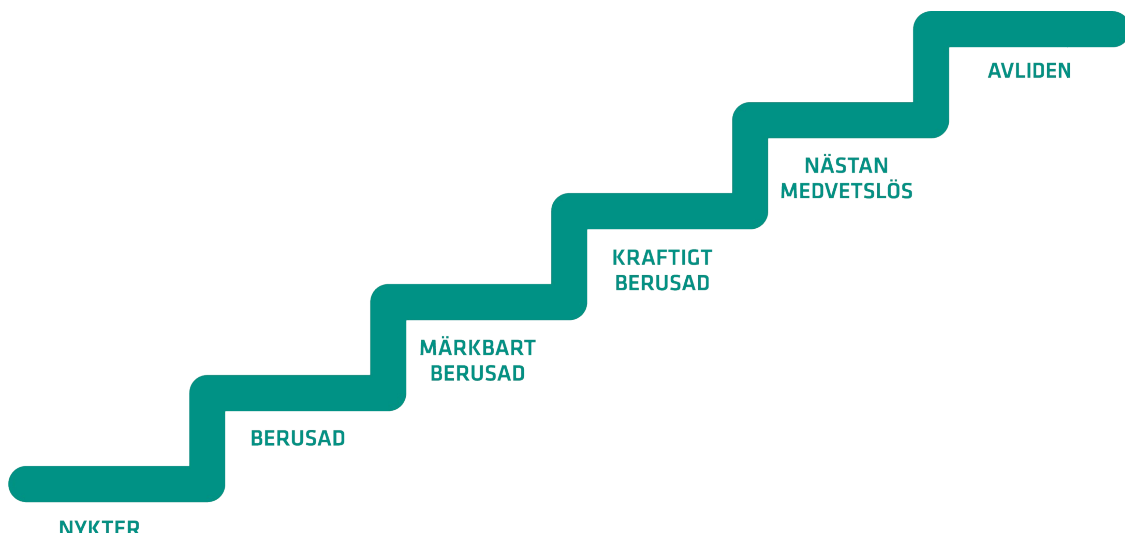 AVLIDEN
NÄSTAN
MEDVETSLÖS
KRAFTIGT
BERUSAD
MÄRKBART
BERUSAD
BERUSAD
NYKTER